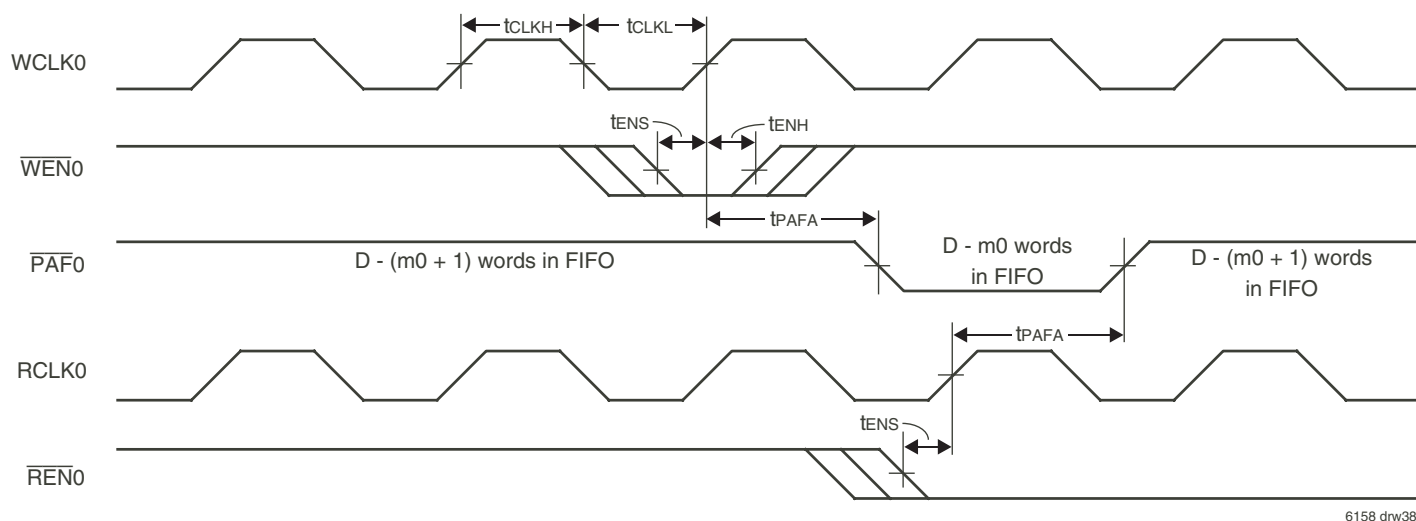 tCLKH tCLKL
WCLK0
tENS tENH
WEN0
tPAFA
PAF0
D - (m0 + 1) words in FIFO
D - m0 words
in FIFO
D - (m0 + 1) words
in FIFO
tPAFA
RCLK0
tENS
REN0
6158 drw38